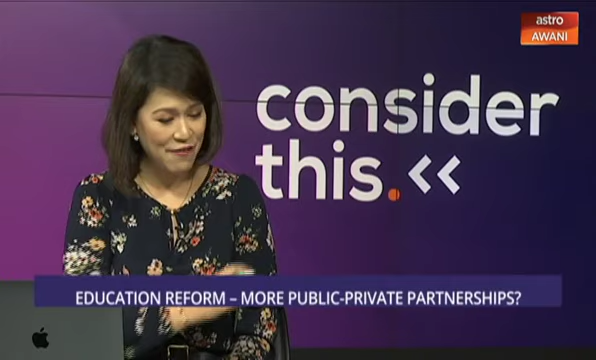 astro
AWANI
consider
this.
EDUCATION REFORM – MORE PUBLIC-PRIVATE PARTNERSHIPS?